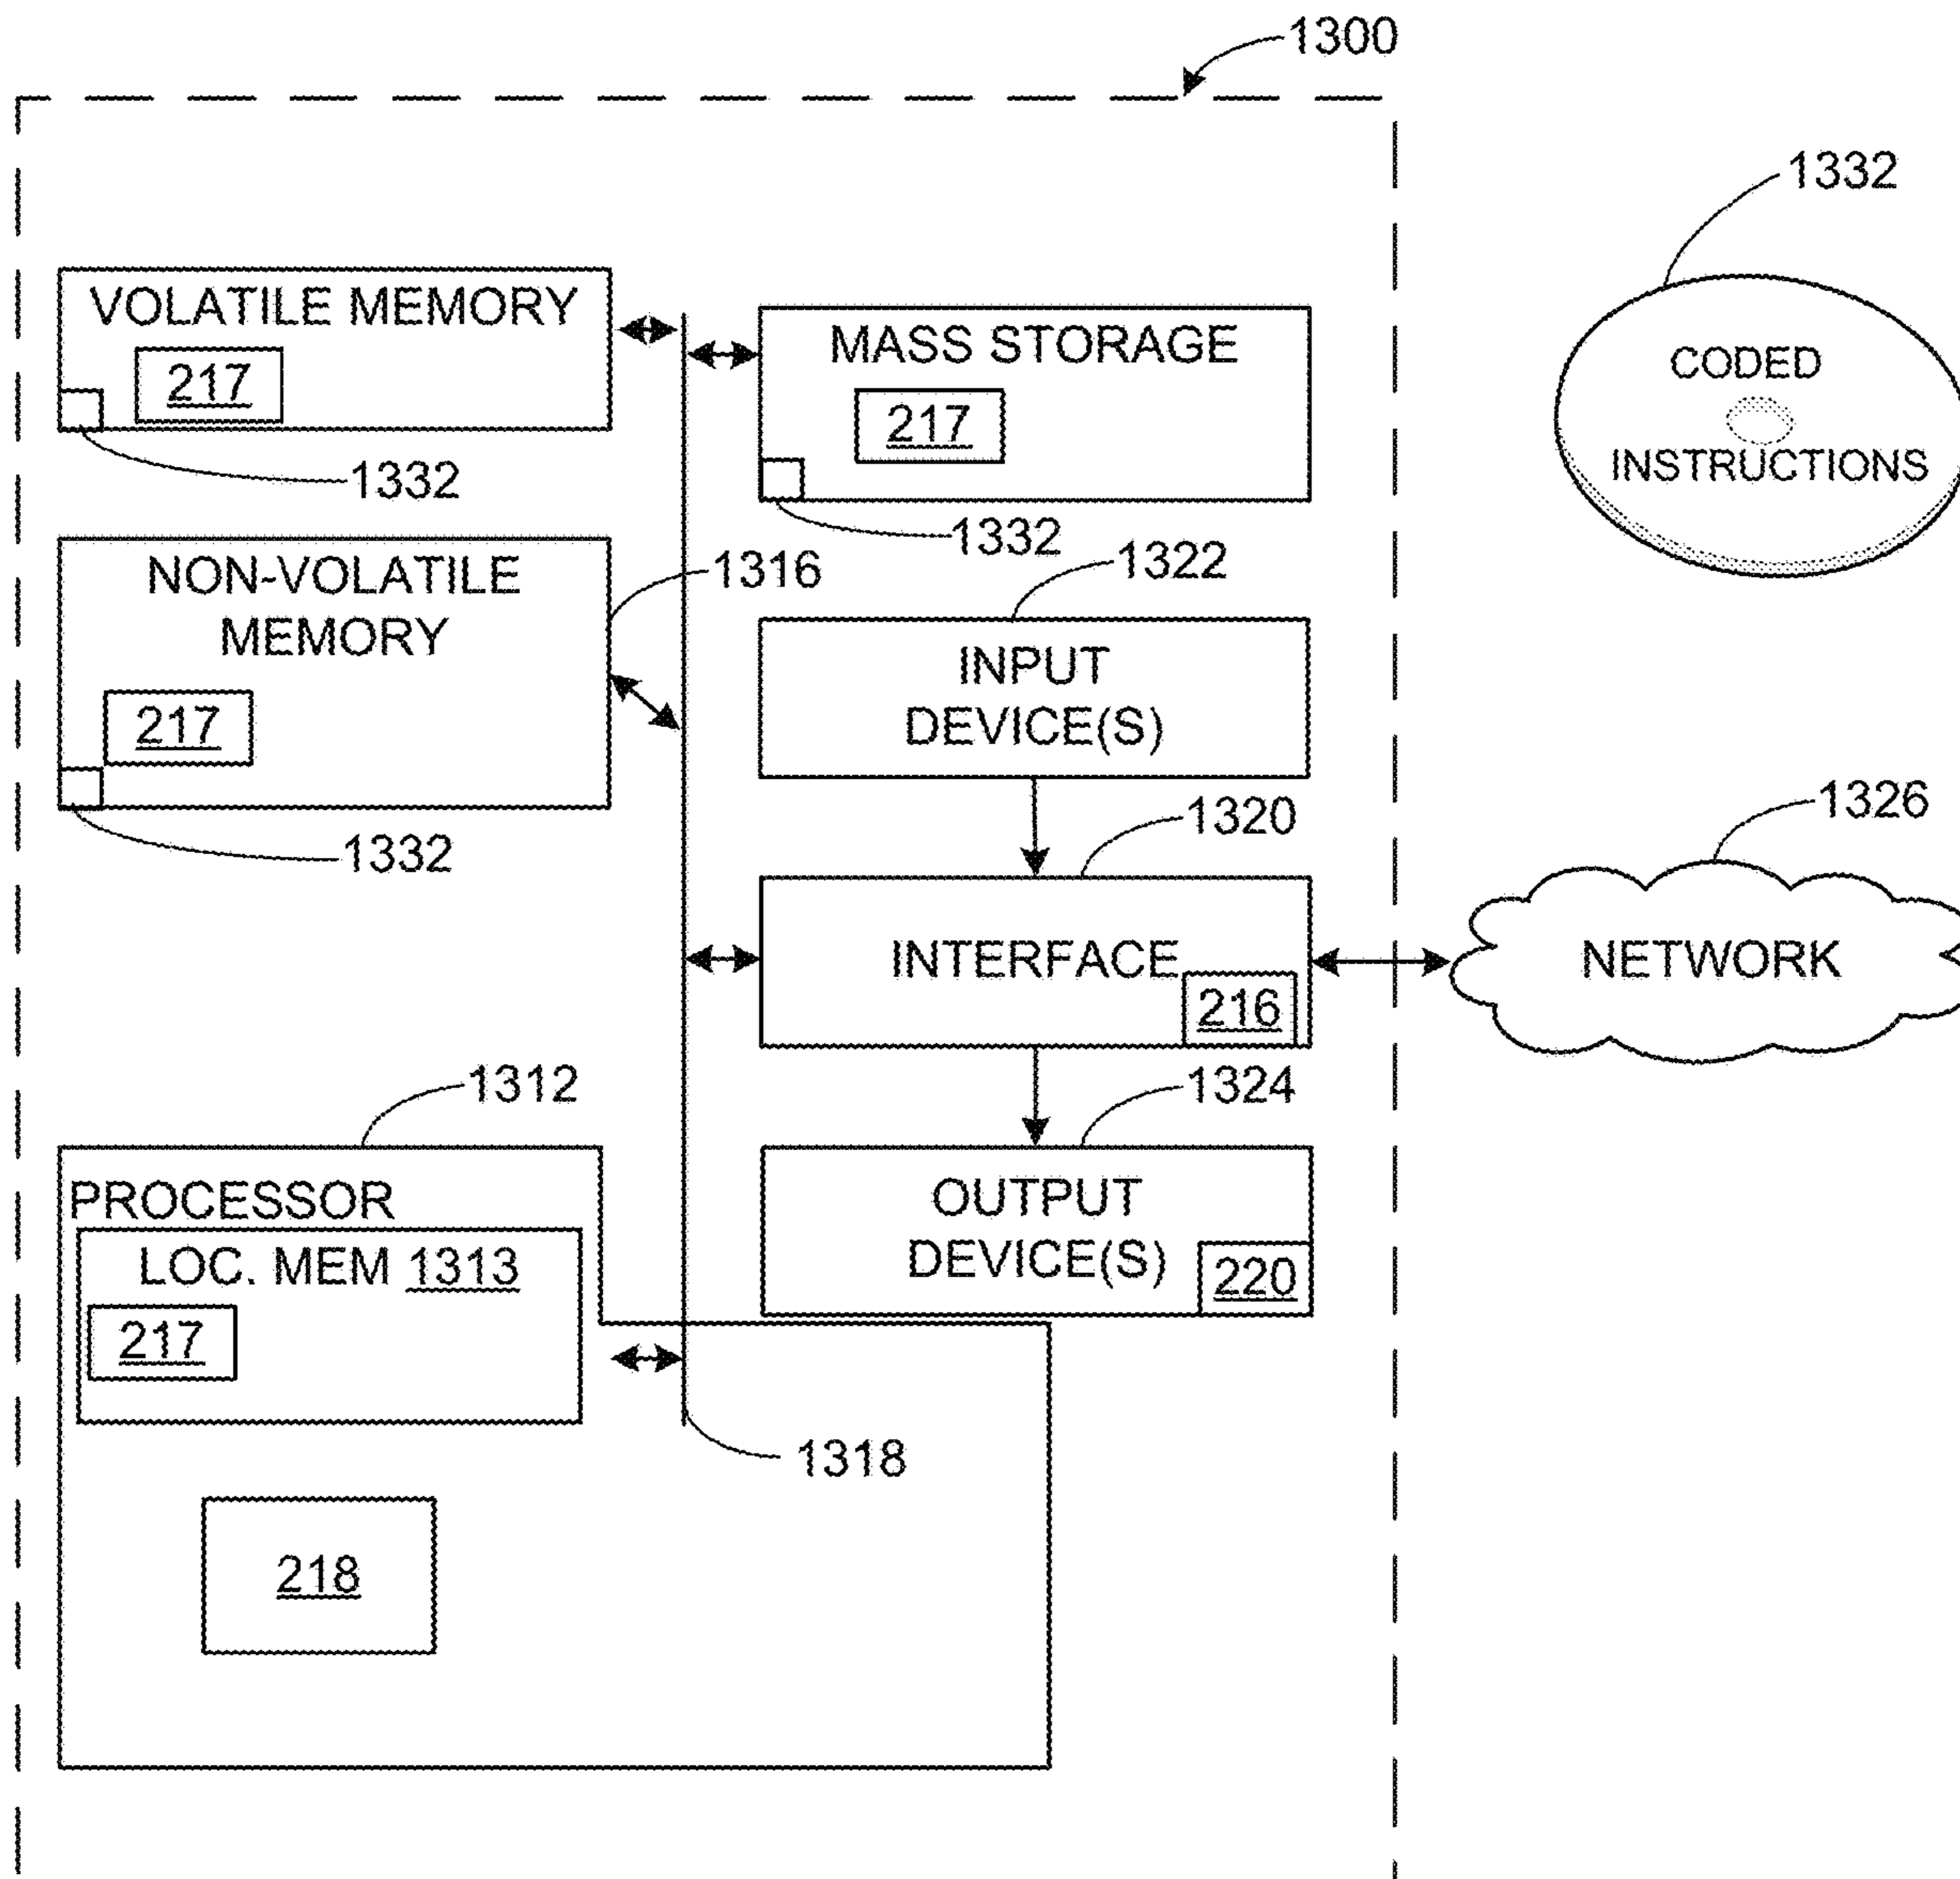 1300
1332
VOLATILE MEMORY
217
1332
MASS STORAGE
217
1332
CODED
INSTRUCTIONS
NON-VOLATILE
MEMORY
217
1332
1316
1322
INPUT
DEVICE(S)
1320
INTERFACE
216
1326
NETWORK
1324
OUTPUT
DEVICE(S)
220
1312
PROCESSOR
LOC. MEM 1313
217
1318
218